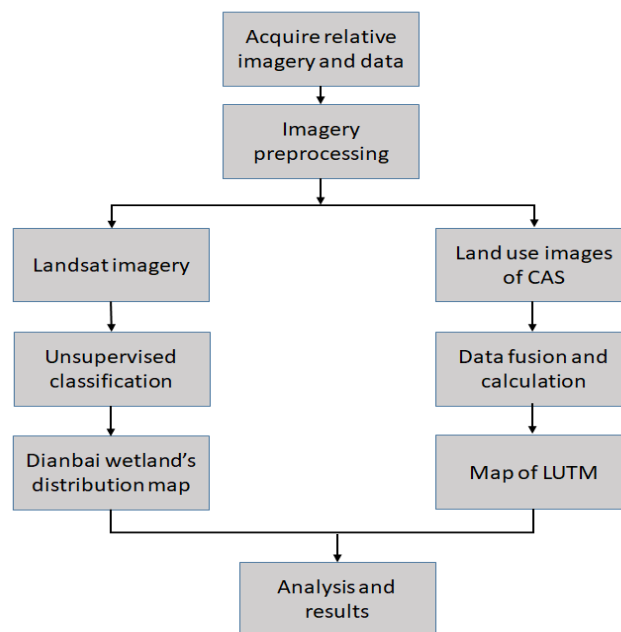 Acquire relative
imagery and data
Imagery
preprocessing
Landsat imagery
Land use images
of CAS
Unsupervised
classification
Data fusion and
calculation
Dianbai wetland's
distribution map
Map of LUTM
Analysis and
results